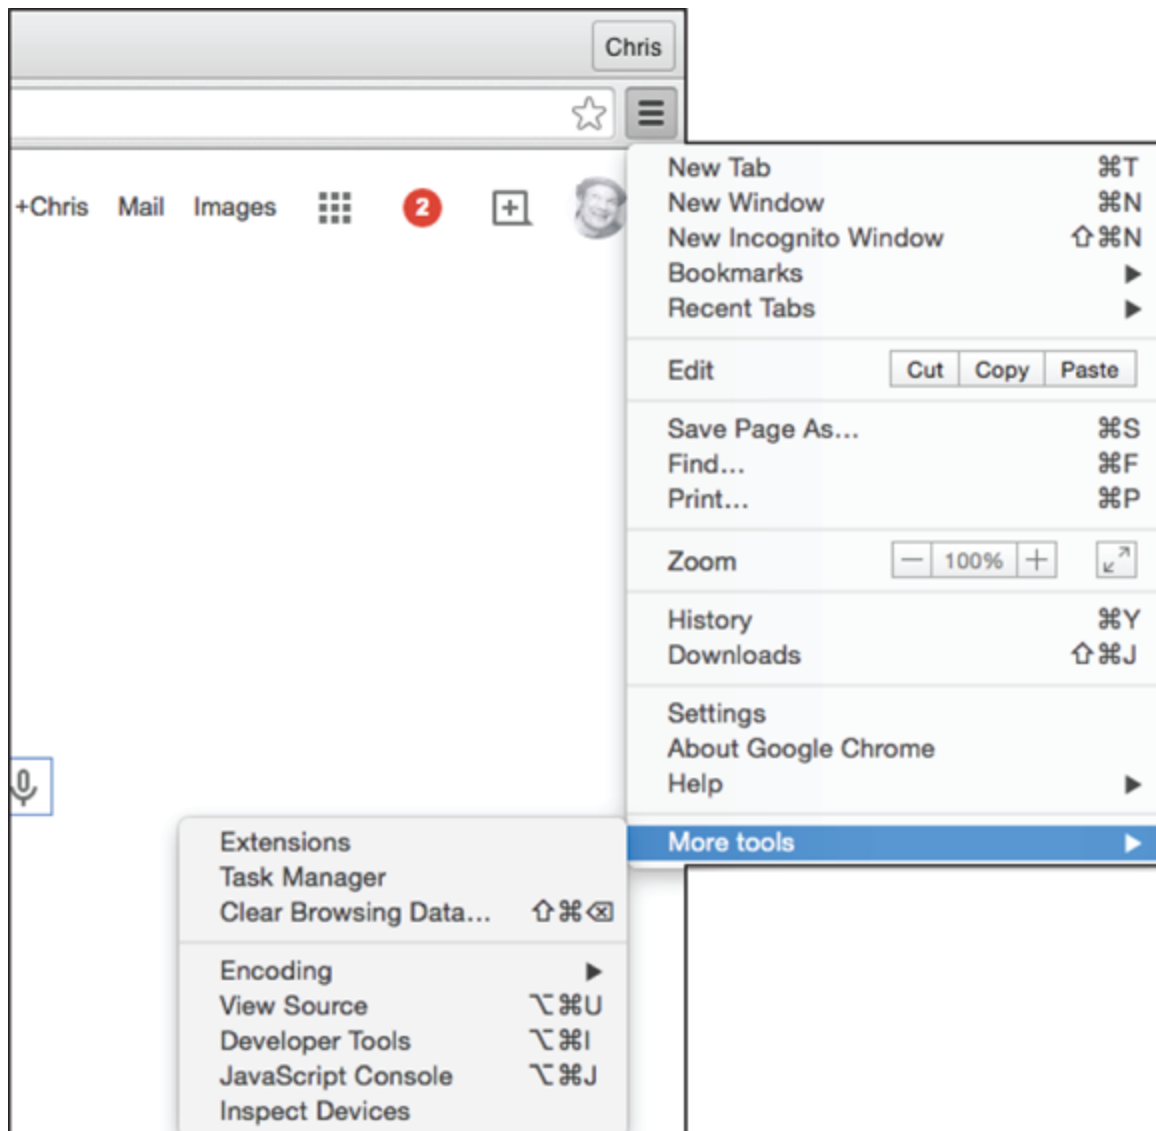 Chris
+Chris Mail Images 2
New Tab ⌘T
New Window ⌘N
New Incognito Window ⇧⌘N
Bookmarks ▶
Recent Tabs ▶
Edit Cut Copy Paste
Save Page As... ⌘S
Find... ⌘F
Print... ⌘P
Zoom − 100% +
History ⌘Y
Downloads ⇧⌘J
Settings
About Google Chrome
Help ▶
More tools ▶
Extensions
Task Manager
Clear Browsing Data... ⇧⌘⌫
Encoding ▶
View Source ⌥⌘U
Developer Tools ⌥⌘I
JavaScript Console ⌥⌘J
Inspect Devices